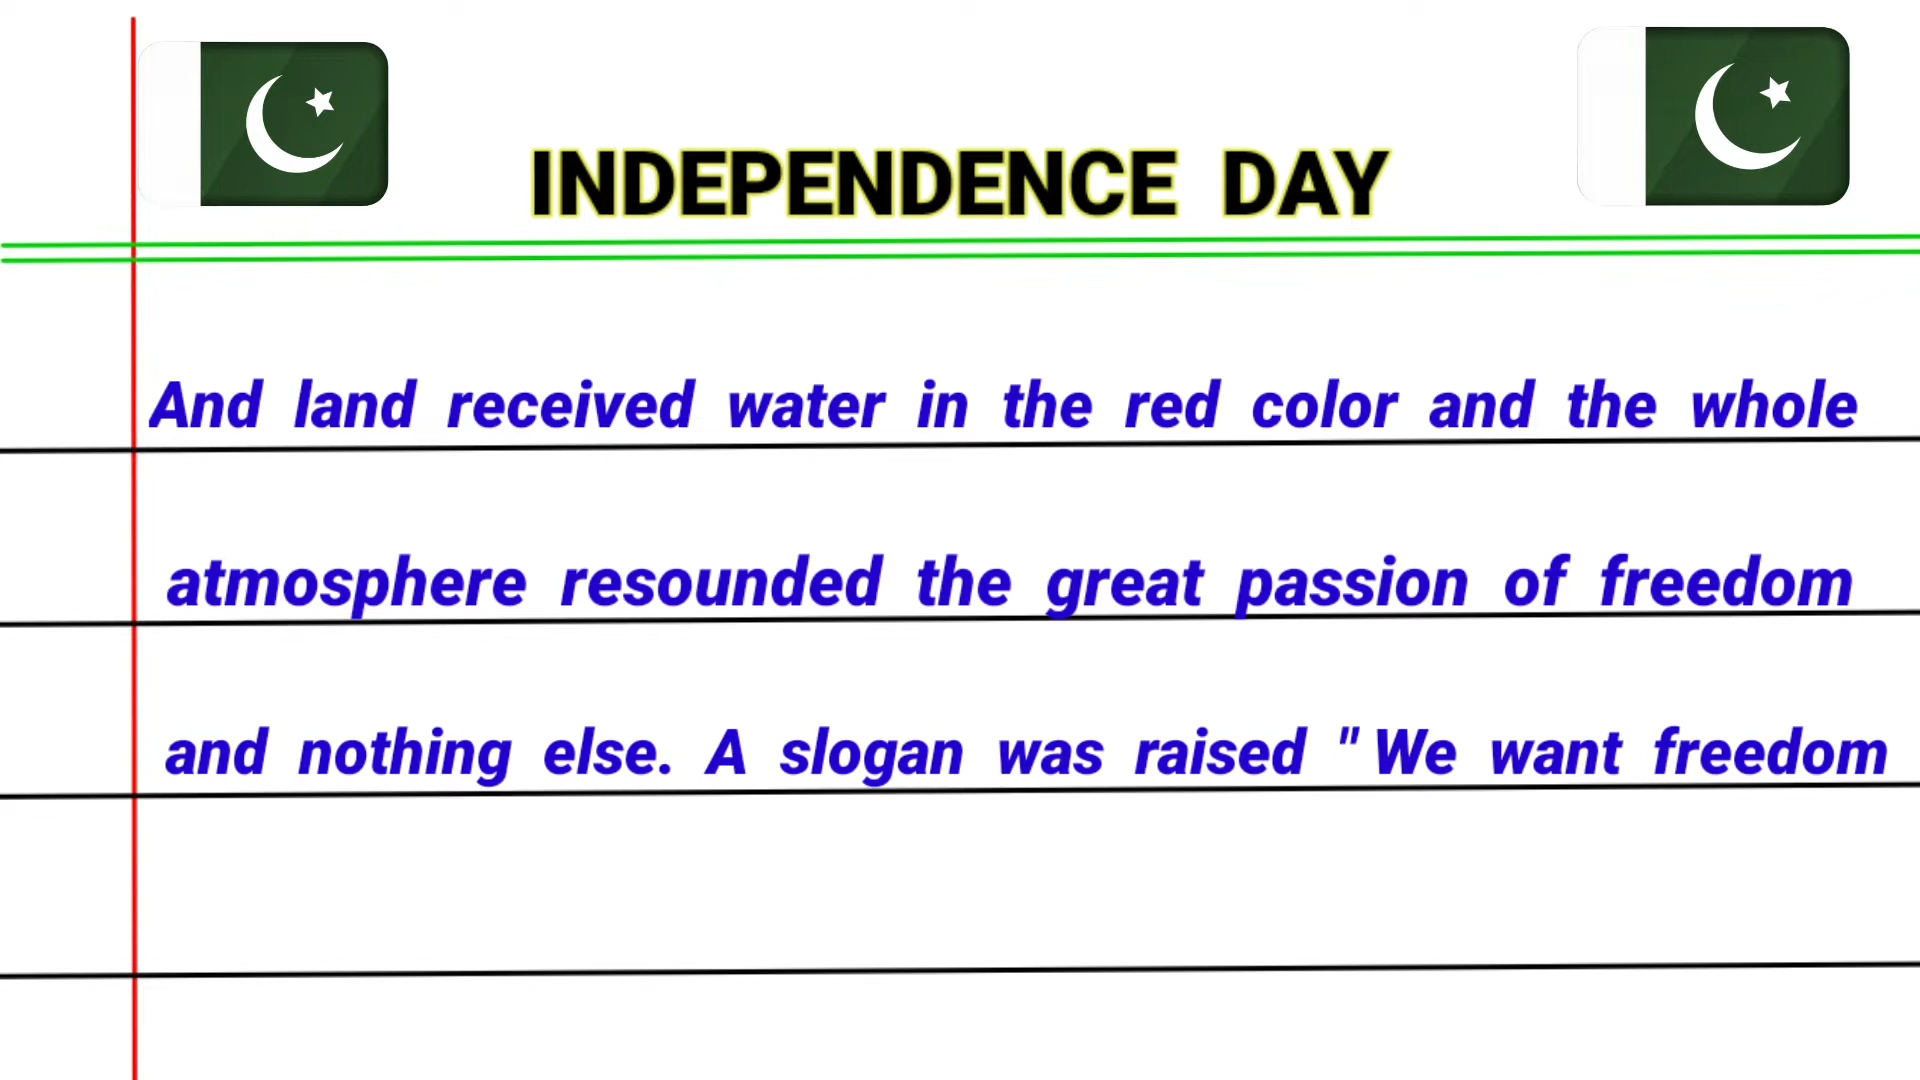 INDEPENDENCE DAY
And land received water in the red color and the whole
atmosphere resounded the great passion of freedom
and nothing else. A slogan was raised " We want freedom